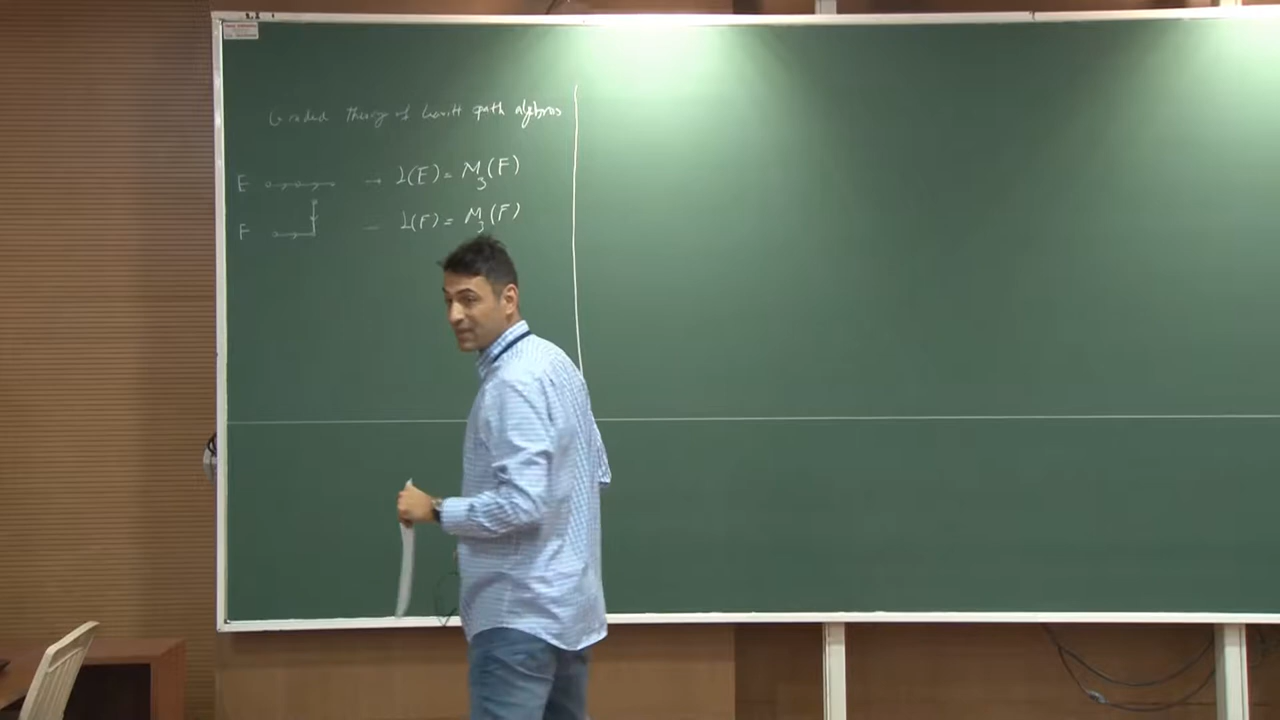 Graded theory of Leavitt path algebras
E → L(E) = M₃(F)
F → L(F) = M₃(F)